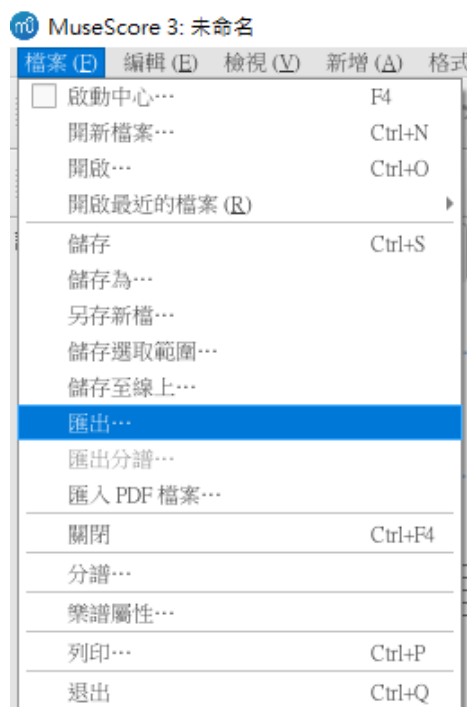 MuseScore 3: 未命名
檔案 (F) 編輯 (E) 檢視 (V) 新增 (A) 格式
啟動中心… F4
開新檔案… Ctrl+N
開啟… Ctrl+O
開啟最近的檔案 (R)
儲存 Ctrl+S
儲存為…
另存新檔…
儲存選取範圍…
儲存至線上…
匯出…
匯出分譜…
匯入 PDF 檔案…
關閉 Ctrl+F4
分譜…
樂譜屬性…
列印… Ctrl+P
退出 Ctrl+Q